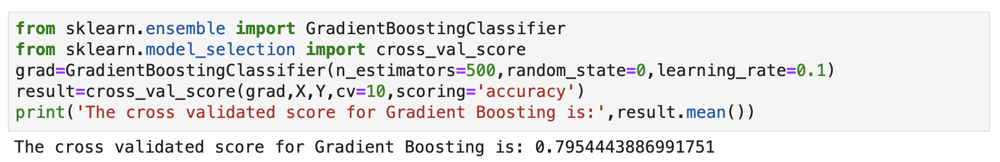 from sklearn.ensemble import GradientBoostingClassifier
from sklearn.model_selection import cross_val_score
grad=GradientBoostingClassifier(n_estimators=500,random_state=0,learning_rate=0.1)
result=cross_val_score(grad,X,Y,cv=10,scoring='accuracy')
print('The cross validated score for Gradient Boosting is:',result.mean())
The cross validated score for Gradient Boosting is: 0.7954443886991751